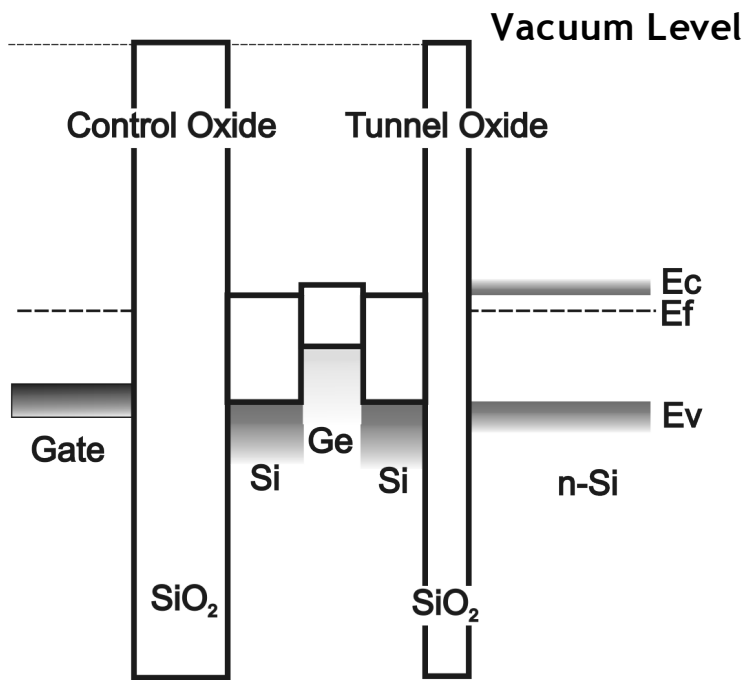 Vacuum Level
Control Oxide
Tunnel Oxide
Ec
Ef
Ev
Gate
Ge
Si
Si
n-Si
SiO₂
SiO₂